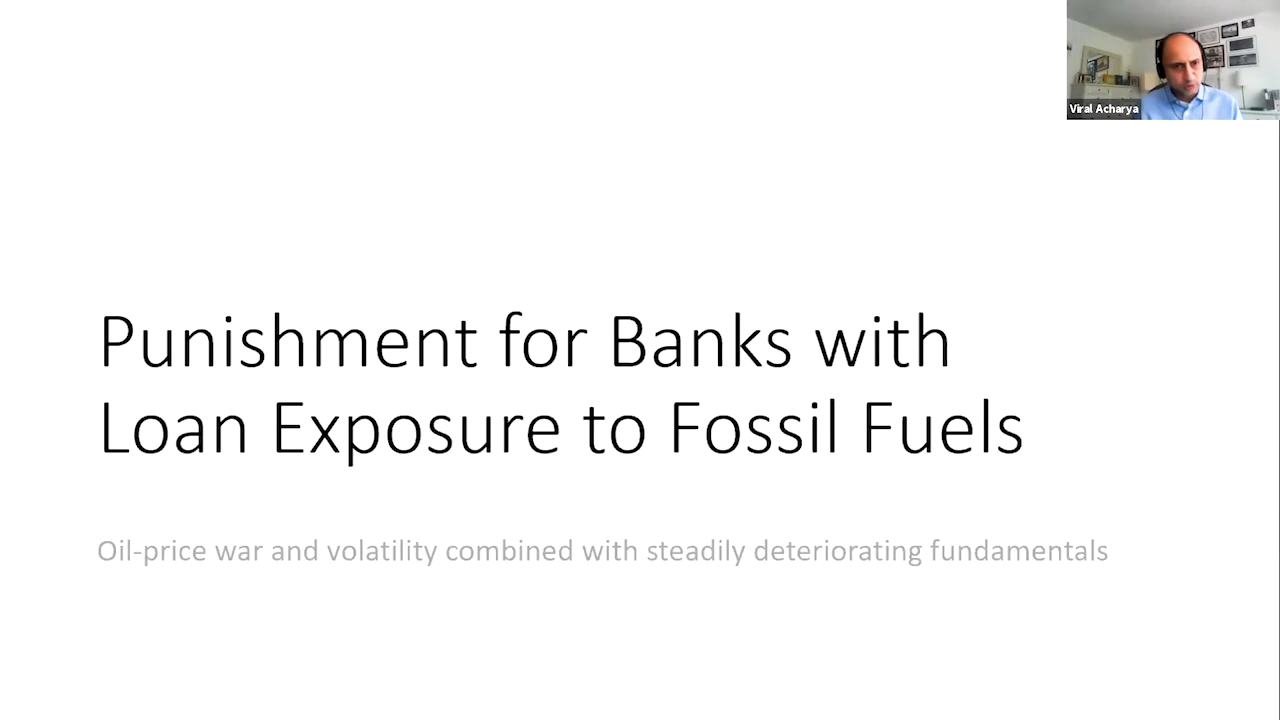 Viral Acharya
Punishment for Banks with
Loan Exposure to Fossil Fuels
Oil-price war and volatility combined with steadily deteriorating fundamentals